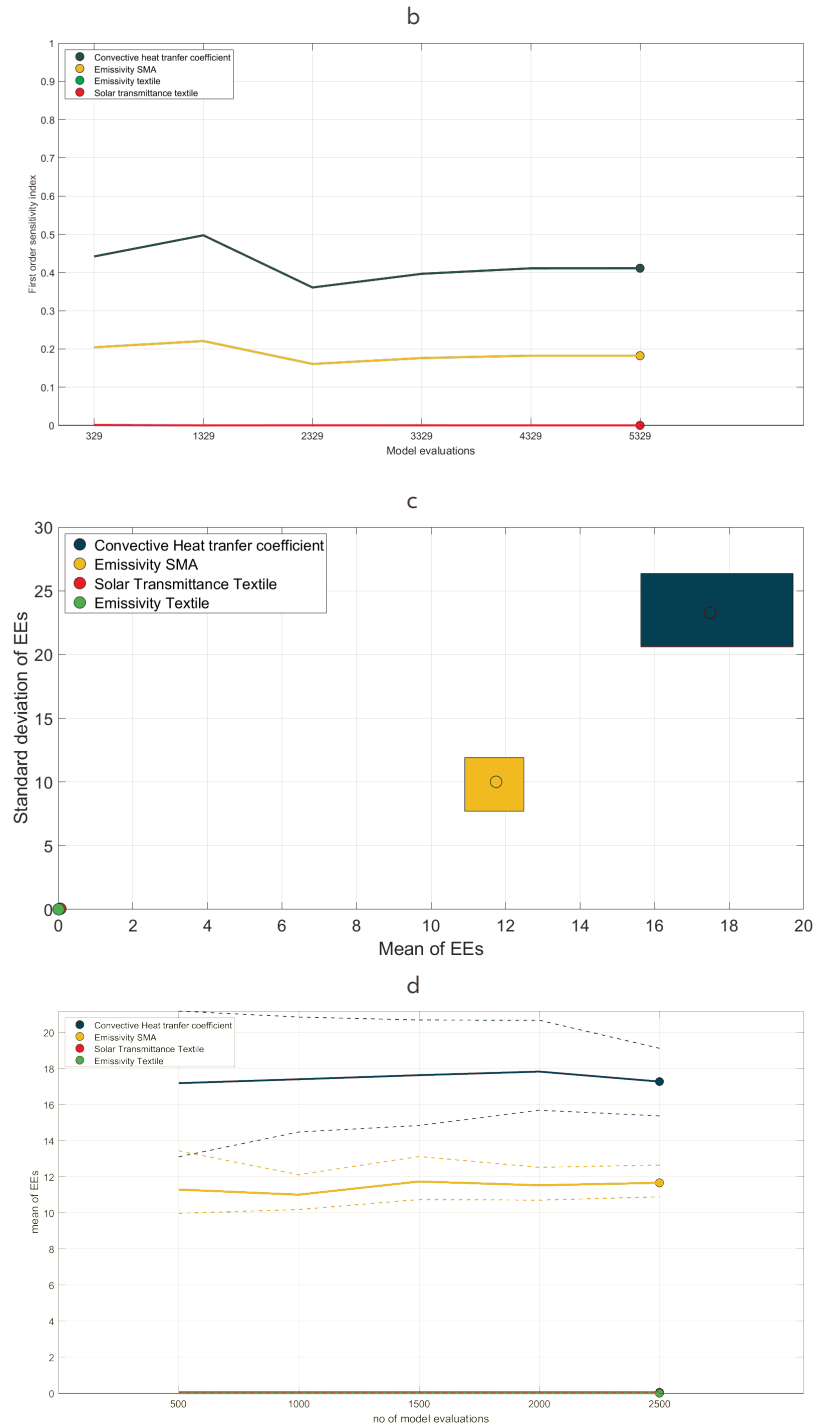 b
1
0.9
0.8
0.7
0.6
0.5
0.4
0.3
0.2
0.1
0
First order sensitivity index
Convective heat tranfer coefficient
Emissivity SMA
Emissivity textile
Solar transmittance textile
329 1329 2329 3329 4329 5329
Model evaluations
c
30
25
20
15
10
5
0
Standard deviation of EEs
Convective Heat tranfer coefficient
Emissivity SMA
Solar Transmittance Textile
Emissivity Textile
0 2 4 6 8 10 12 14 16 18 20
Mean of EEs
d
20
18
16
14
12
10
8
6
4
2
0
mean of EEs
Convective Heat tranfer coefficient
Emissivity SMA
Solar Transmittance Textile
Emissivity Textile
500 1000 1500 2000 2500
no of model evaluations